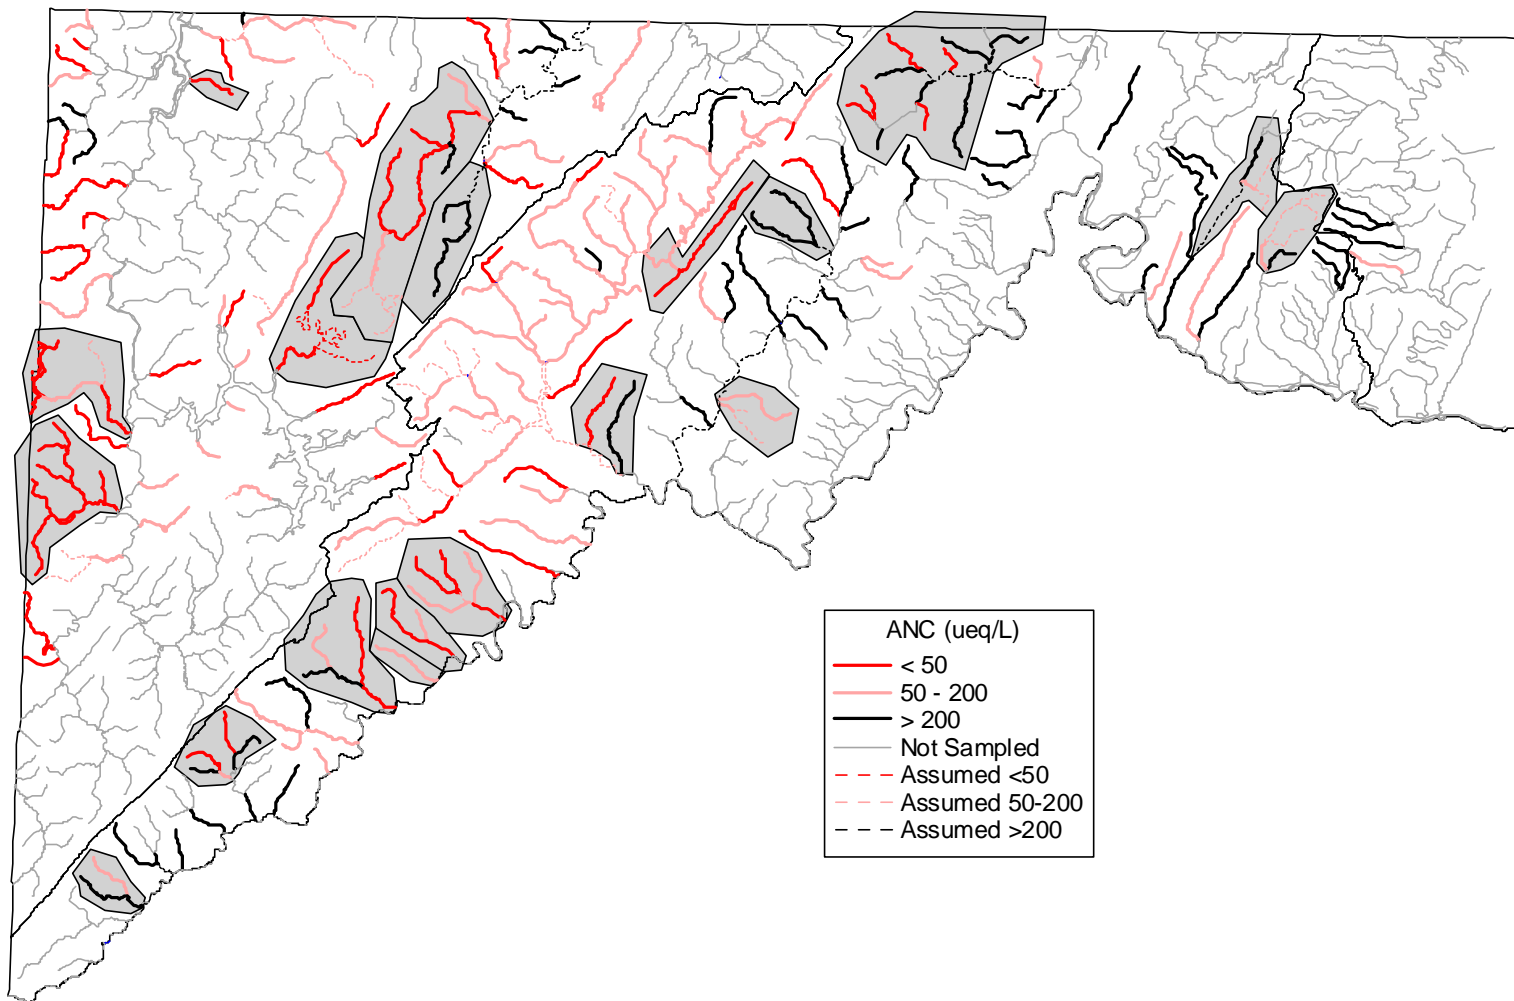 ANC (ueq/L)
< 50
50 - 200
> 200
Not Sampled
Assumed <50
Assumed 50-200
Assumed >200